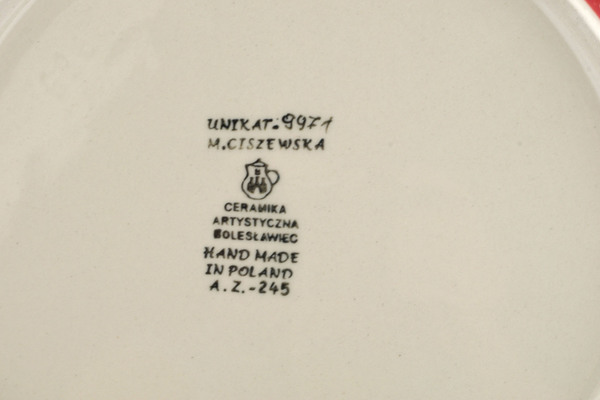 UNIKAT-9971
M.CISZEWSKA
CERAMIKA
ARTYSTYCZNA
BOLESŁAWIEC
HAND MADE
IN POLAND
A.Z.-245